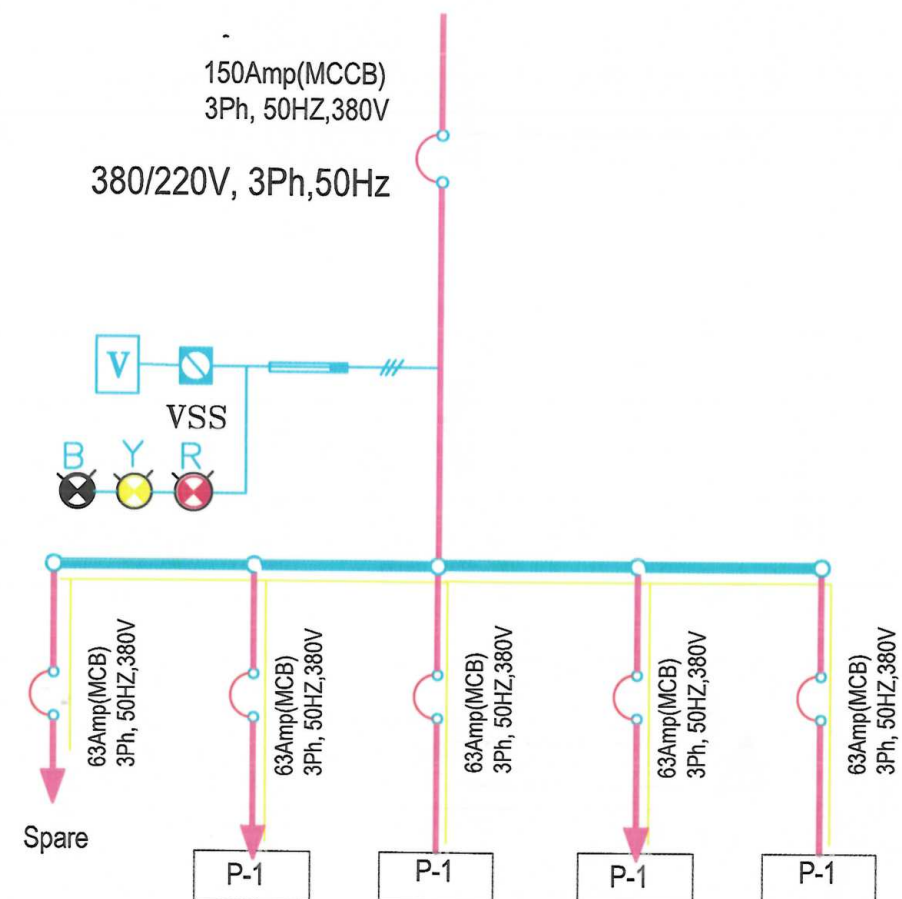 150Amp(MCCB)
3Ph, 50HZ,380V
380/220V, 3Ph,50Hz
V
VSS
B Y R
63Amp(MCB)
3Ph, 50HZ,380V
63Amp(MCB)
3Ph, 50HZ,380V
63Amp(MCB)
3Ph, 50HZ,380V
63Amp(MCB)
3Ph, 50HZ,380V
63Amp(MCB)
3Ph, 50HZ,380V
Spare
P-1
P-1
P-1
P-1